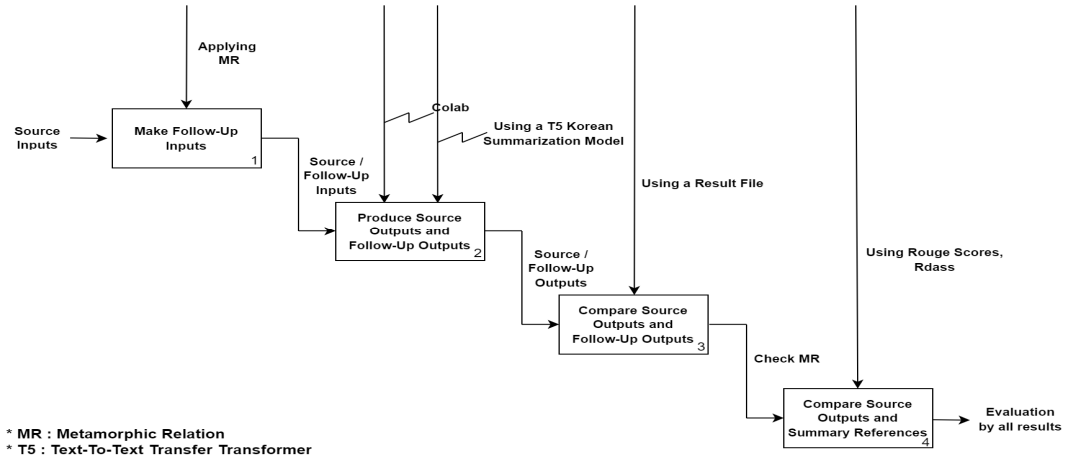 Applying
MR
Source
Inputs
Make Follow-Up
Inputs
1
Colab
Using a T5 Korean
Summarization Model
Source /
Follow-Up
Inputs
Produce Source
Outputs and
Follow-Up Outputs
2
Using a Result File
Source /
Follow-Up
Outputs
Compare Source
Outputs and
Follow-Up Outputs
3
Using Rouge Scores,
Rdass
Check MR
Compare Source
Outputs and
Summary References
4
Evaluation
by all results
* MR : Metamorphic Relation
* T5 : Text-To-Text Transfer Transformer